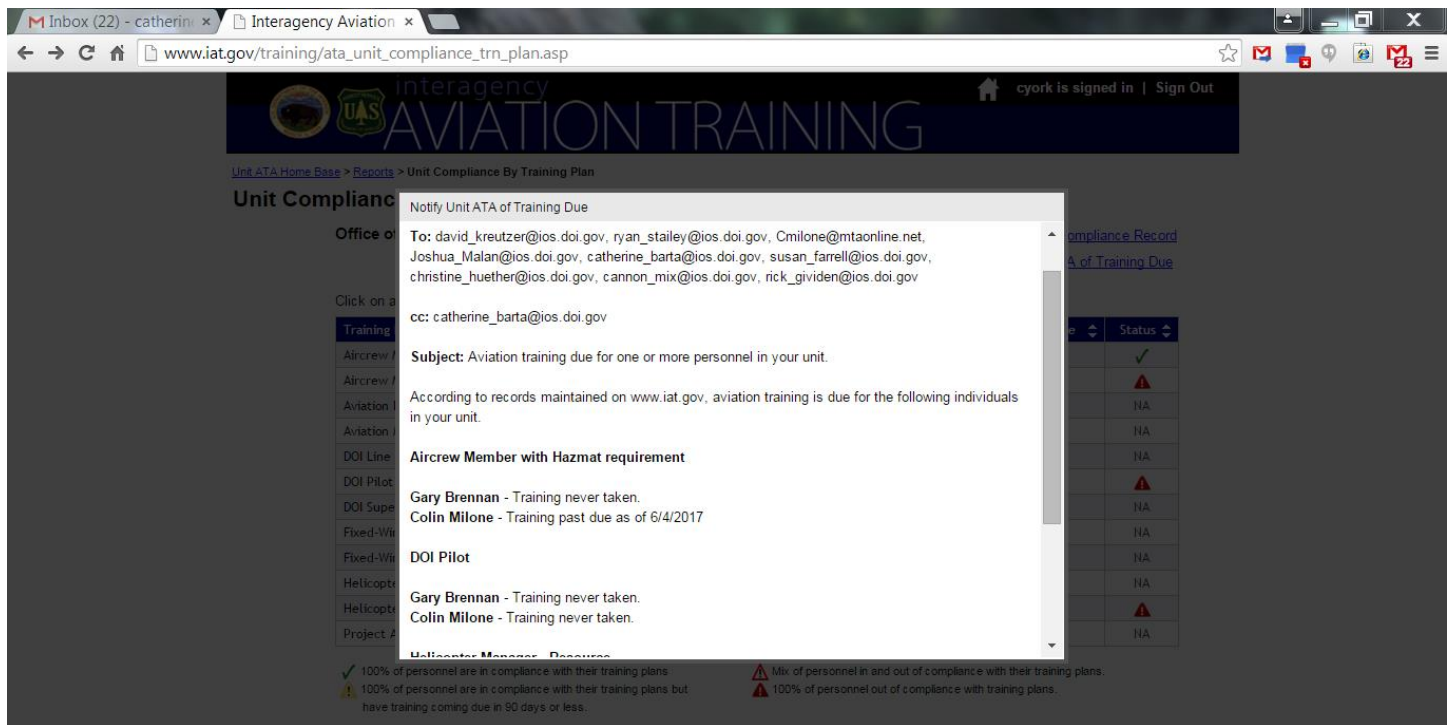 Inbox (22) - catherin
Interagency Aviation
www.iat.gov/training/ata_unit_compliance_trn_plan.asp
22
interagency
AVIATION TRAINING
UAS
cyork is signed in | Sign Out
Unit ATA Home Base > Reports > Unit Compliance By Training Plan
Unit Complianc
Office of
ompliance Record
A of Training Due
Click on a
Notify Unit ATA of Training Due
To: david_kreutzer@ios.doi.gov, ryan_stailey@ios.doi.gov, Cmilone@mtaonline.net,
Joshua_Malan@ios.doi.gov, catherine_barta@ios.doi.gov, susan_farrell@ios.doi.gov,
christine_huether@ios.doi.gov, cannon_mix@ios.doi.gov, rick_gividen@ios.doi.gov
cc: catherine_barta@ios.doi.gov
Subject: Aviation training due for one or more personnel in your unit.
According to records maintained on www.iat.gov, aviation training is due for the following individuals
in your unit.
Aircrew Member with Hazmat requirement
Gary Brennan - Training never taken.
Colin Milone - Training past due as of 6/4/2017
DOI Pilot
Gary Brennan - Training never taken.
Colin Milone - Training never taken.
Helicopter Manager - Resource
Training
e Status
Aircrew
Aircrew
Aviation
NA
Aviation
NA
DOI Line
NA
DOI Pilot
DOI Supe
NA
Fixed-Wi
NA
Fixed-Wi
NA
Helicopte
NA
Helicopte
Project A
NA
100% of personnel are in compliance with their training plans
Mix of personnel in and out of compliance with their training plans.
100% of personnel are in compliance with their training plans but
have training coming due in 90 days or less.
100% of personnel out of compliance with training plans.